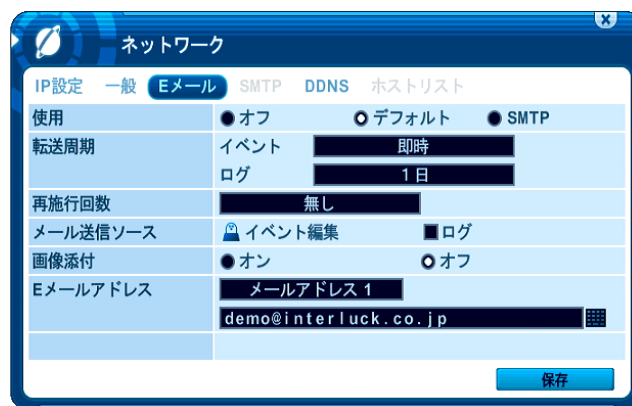 ネットワーク
IP設定 一般 Eメール SMTP DDNS ホストリスト
使用 オフ デフォルト SMTP
転送周期 イベント 即時
ログ 1日
再施行回数 無し
メール送信ソース イベント編集 ログ
画像添付 オン オフ
Eメールアドレス メールアドレス 1
demo@interluck.co.jp
保存